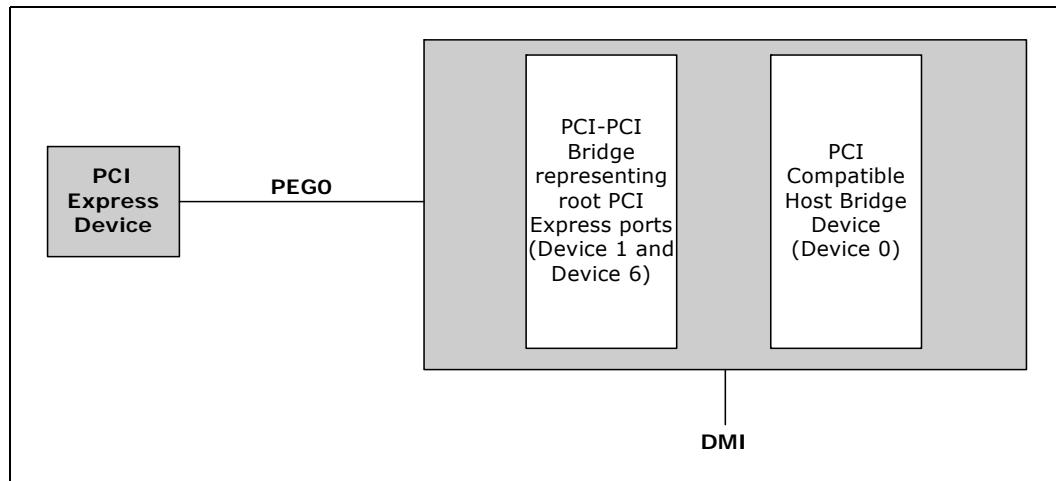 PCI
Express
Device
PEG0
PCI-PCI
Bridge
representing
root PCI
Express ports
(Device 1 and
Device 6)
PCI
Compatible
Host Bridge
Device
(Device 0)
DMI